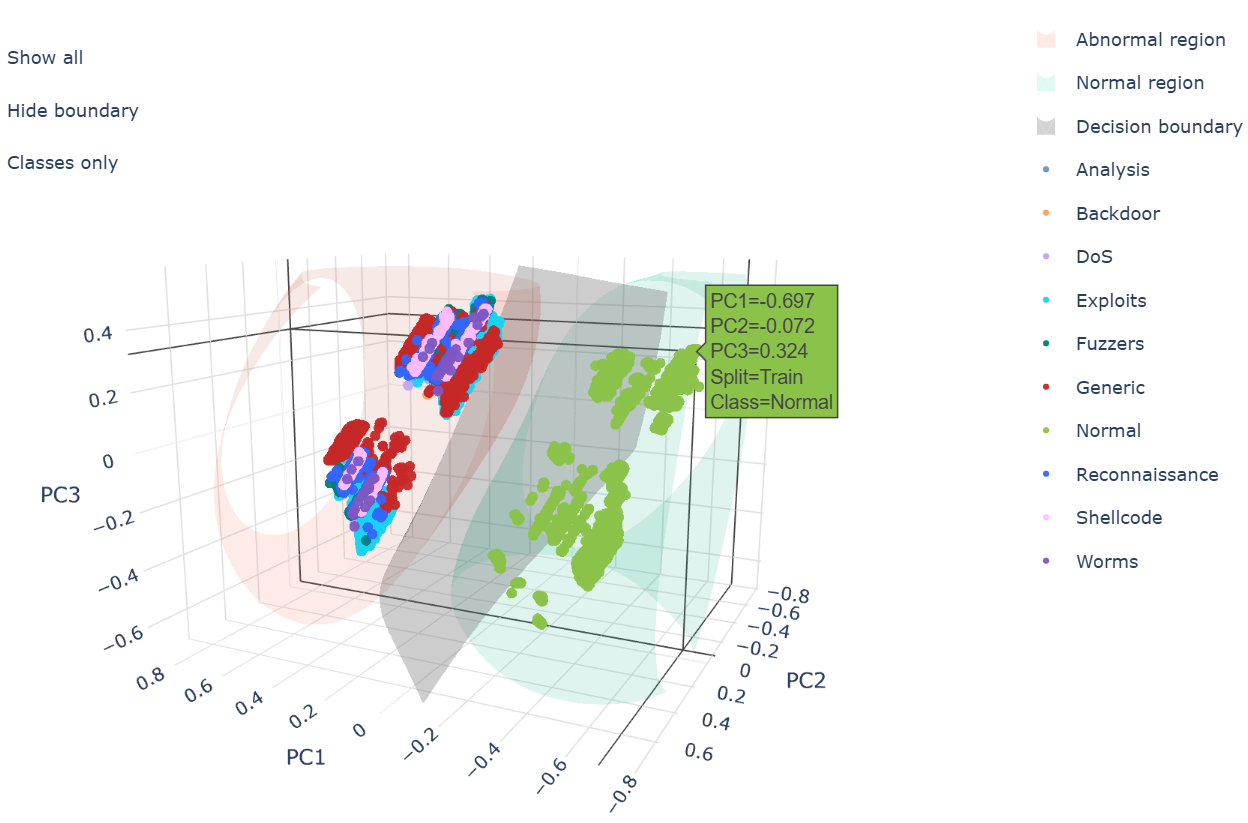 Show all
Hide boundary
Classes only
Abnormal region
Normal region
Decision boundary
Analysis
Backdoor
DoS
Exploits
Fuzzers
Generic
Normal
Reconnaissance
Shellcode
Worms
PC1=-0.697
PC2=-0.072
PC3=0.324
Split=Train
Class=Normal
0.4
0.2
0
−0.2
−0.4
−0.6
PC3
0.8
0.6
0.4
0.2
0
−0.2
−0.4
−0.6
−0.8
PC1
−0.8
−0.6
−0.4
−0.2
0
0.2
0.4
0.6
PC2